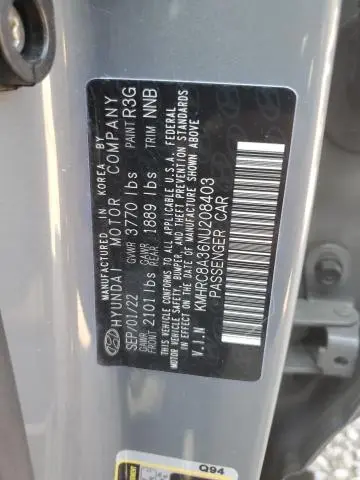 MANUFACTURED IN KOREA BY
HYUNDAI MOTOR COMPANY
SEP/01/22 GVWR 3770 lbs PAINT R3G
GAWR FRONT 2101 lbs GAWR REAR 1889 lbs TRIM NNB
THIS VEHICLE CONFORMS TO ALL APPLICABLE U.S.A. FEDERAL
MOTOR VEHICLE SAFETY, BUMPER, AND THEFT PREVENTION STANDARDS
IN EFFECT ON THE DATE OF MANUFACTURE SHOWN ABOVE
V.I.N KMHRC8A36NU208403
PASSENGER CAR
Q94